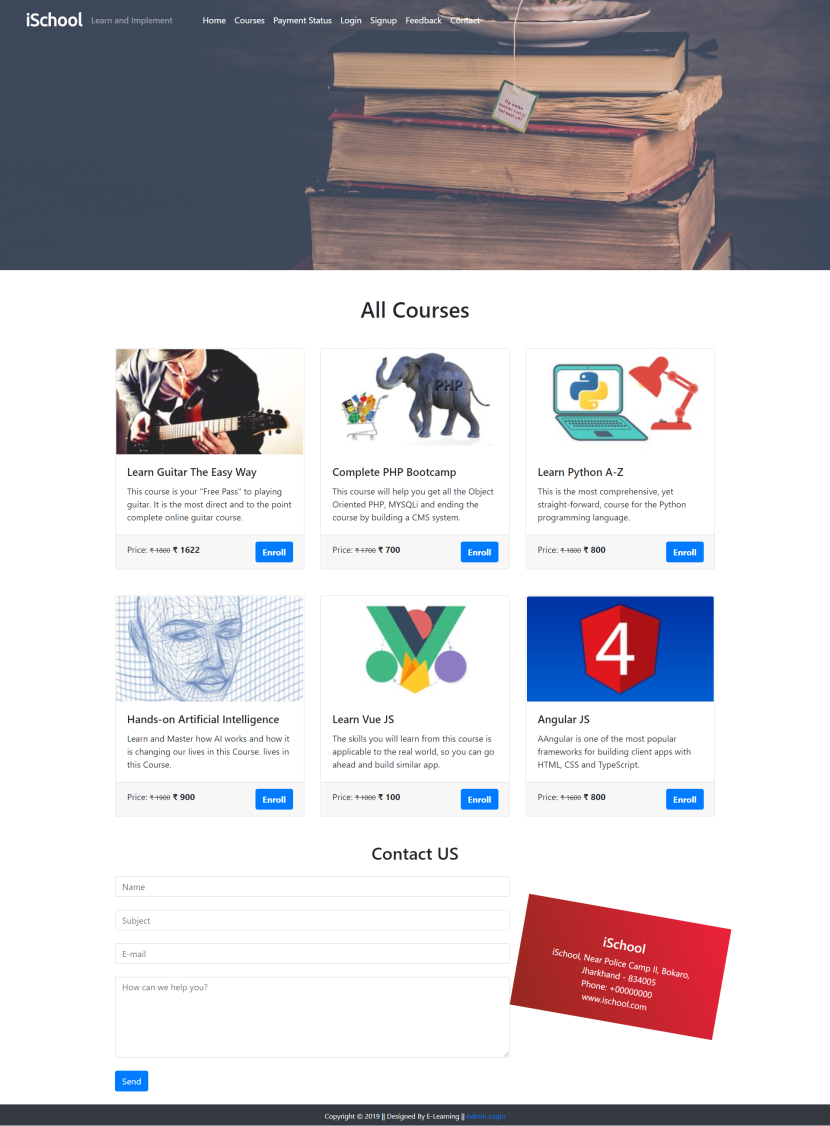 iSchool Learn and Implement Home Courses Payment Status Login Signup Feedback Contact
All Courses
PHP
Learn Guitar The Easy Way
This course is your "Free Pass" to playing
guitar. It is the most direct and to the point
complete online guitar course.
Price: ₹ 1800 ₹ 1622 Enroll
Complete PHP Bootcamp
This course will help you get all the Object
Oriented PHP, MYSQLi and ending the
course by building a CMS system.
Price: ₹ 1700 ₹ 700 Enroll
Learn Python A-Z
This is the most comprehensive, yet
straight-forward, course for the Python
programming language.
Price: ₹ 1800 ₹ 800 Enroll
Hands-on Artificial Intelligence
Learn and Master how AI works and how it
is changing our lives in this Course. lives in
this Course.
Price: ₹ 1900 ₹ 900 Enroll
Learn Vue JS
The skills you will learn from this course is
applicable to the real world, so you can go
ahead and build similar app.
Price: ₹ 1000 ₹ 100 Enroll
4
Angular JS
AAngular is one of the most popular
frameworks for building client apps with
HTML, CSS and TypeScript.
Price: ₹ 1600 ₹ 800 Enroll
Contact US
Name
Subject
E-mail
How can we help you?
Send
iSchool
iSchool, Near Police Camp II, Bokaro,
Jharkhand - 834005
Phone: +00000000
www.ischool.com
Copyright © 2019 || Designed By E-Learning || Admin Login